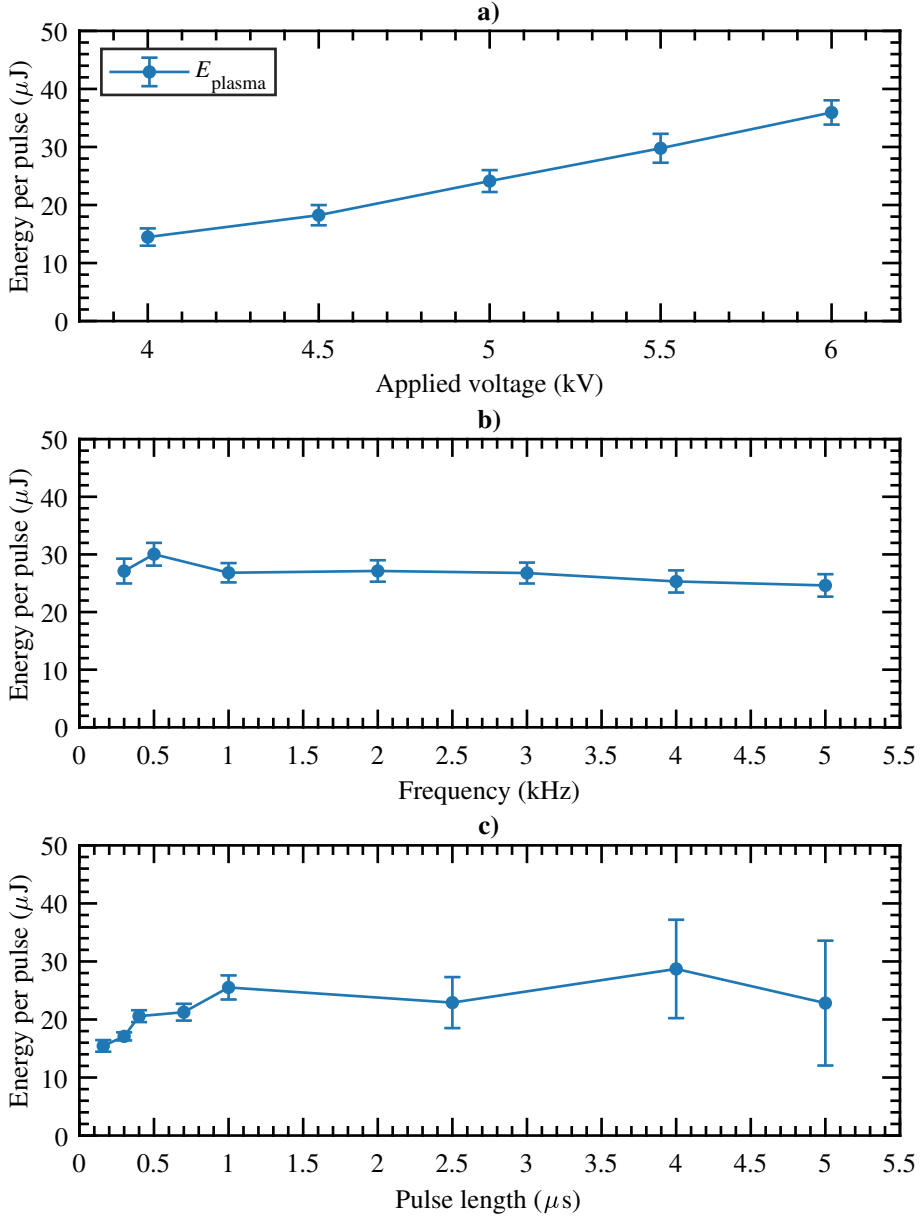 a)
50
40
30
20
10
0
Energy per pulse (μJ)
E plasma
4 4.5 5 5.5 6
Applied voltage (kV)
b)
50
40
30
20
10
0
Energy per pulse (μJ)
0 0.5 1 1.5 2 2.5 3 3.5 4 4.5 5 5.5
Frequency (kHz)
c)
50
40
30
20
10
0
Energy per pulse (μJ)
0 0.5 1 1.5 2 2.5 3 3.5 4 4.5 5 5.5
Pulse length (μs)